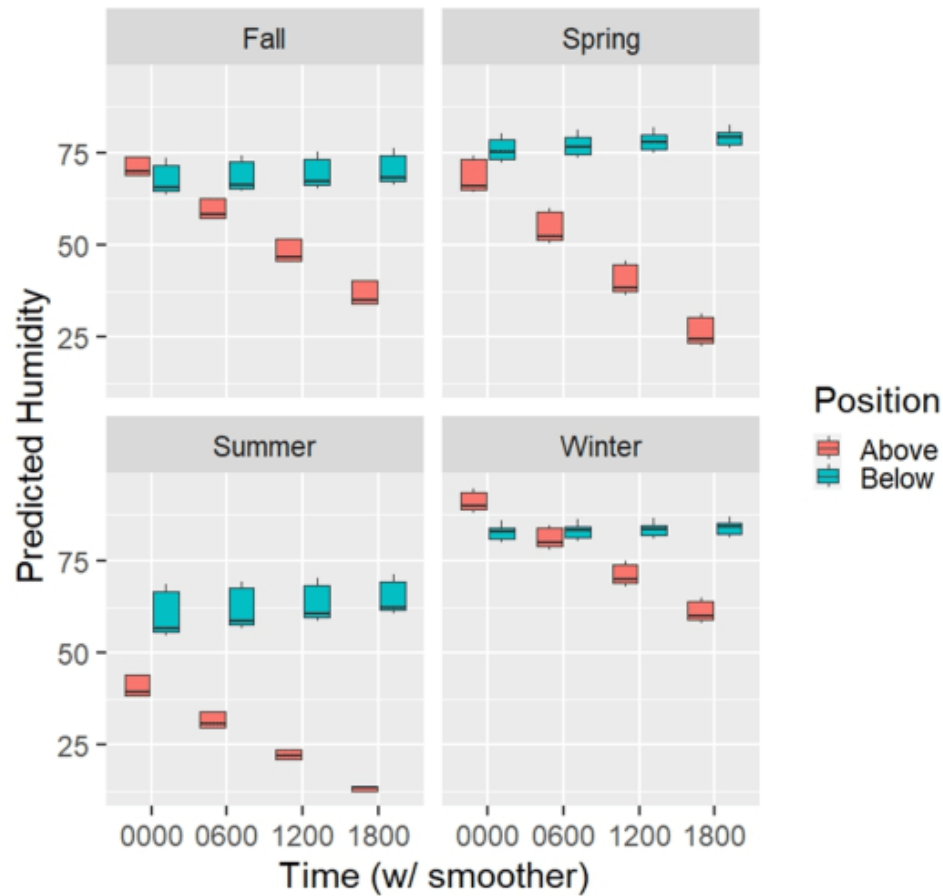 Fall Spring
75
50
25
Summer Winter
75
50
25
0000 0600 1200 1800 0000 0600 1200 1800
Time (w/ smoother)
Predicted Humidity
Position
Above
Below